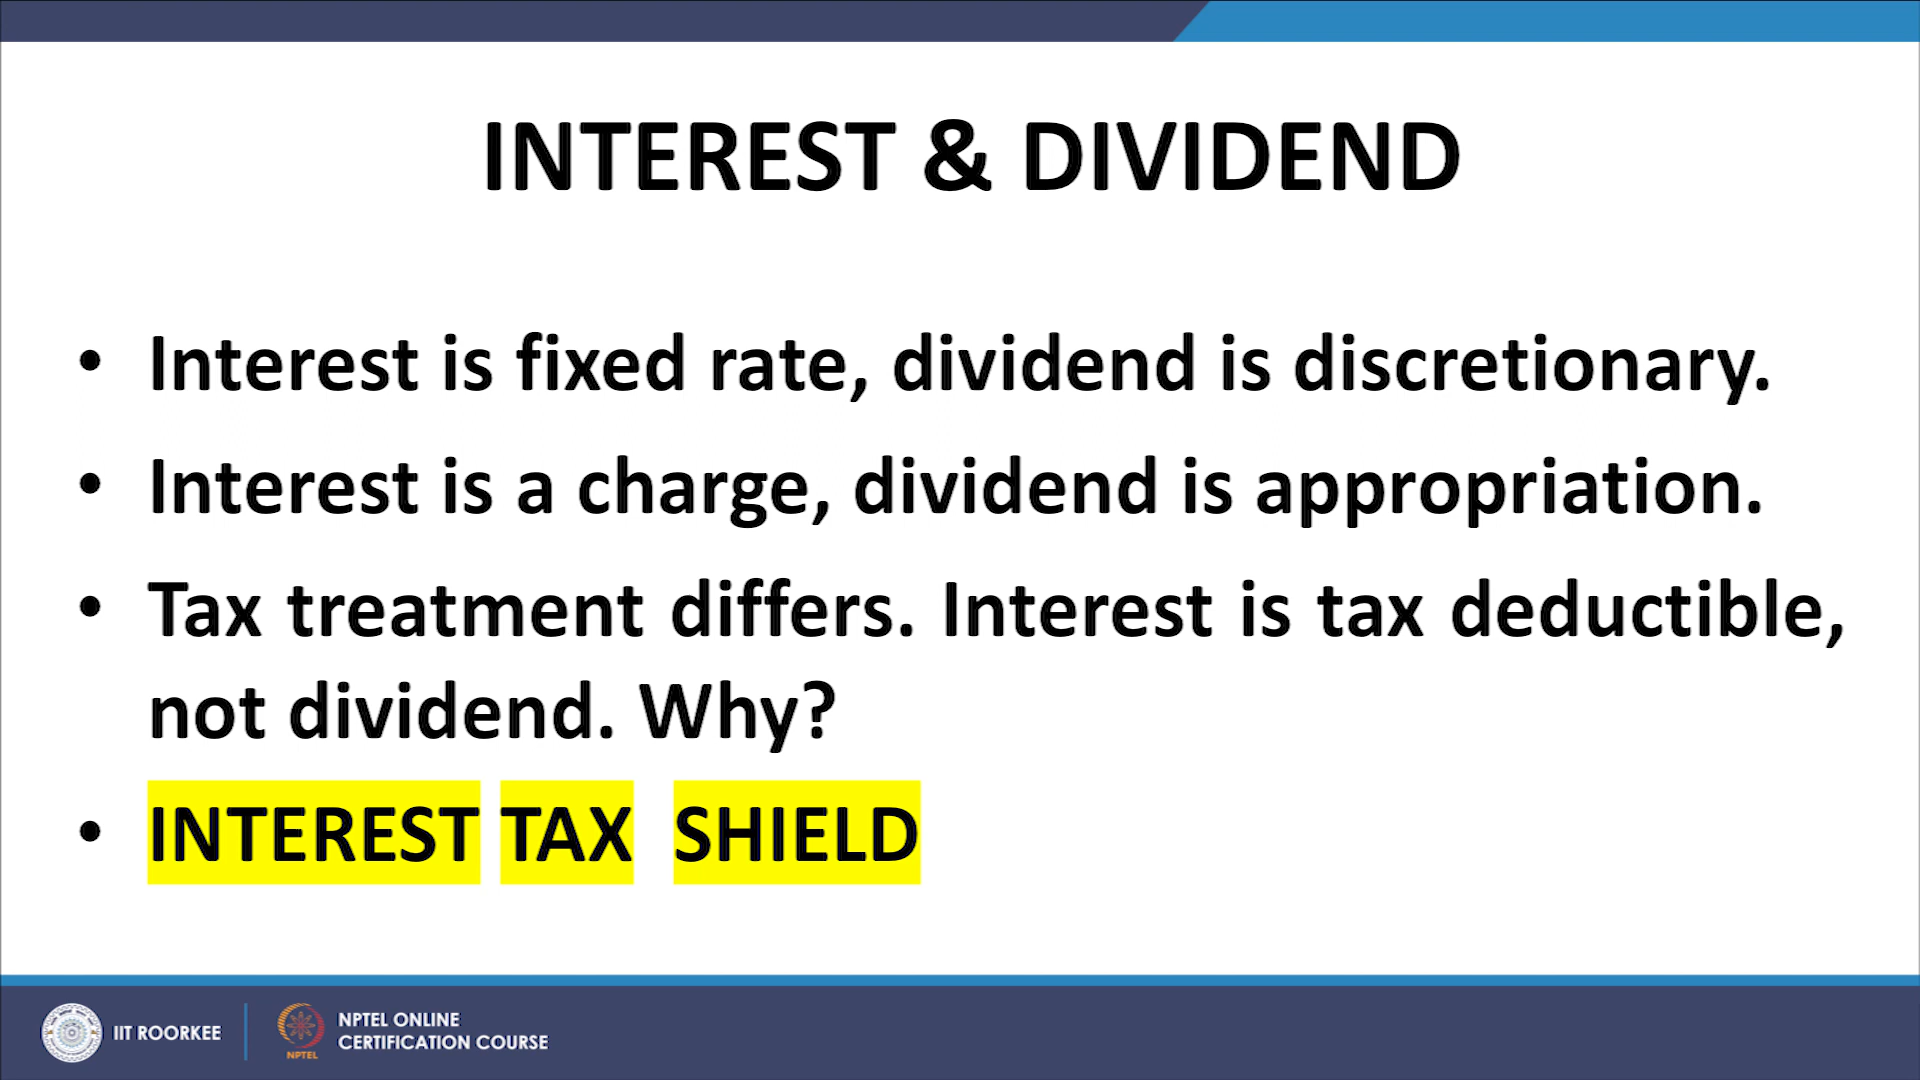 INTEREST & DIVIDEND
• Interest is fixed rate, dividend is discretionary.
• Interest is a charge, dividend is appropriation.
• Tax treatment differs. Interest is tax deductible,
not dividend. Why?
• INTEREST TAX SHIELD
IIT ROORKEE
NPTEL
NPTEL ONLINE
CERTIFICATION COURSE